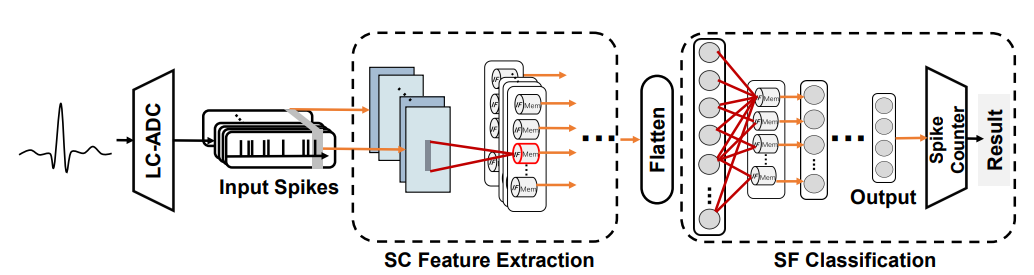 LC-ADC
Input Spikes
IF Mem
IF Mem
IF Mem
IF Mem
SC Feature Extraction
Flatten
IF Mem
IF Mem
IF Mem
IF Mem
Output
Spike
Counter
Result
SF Classification